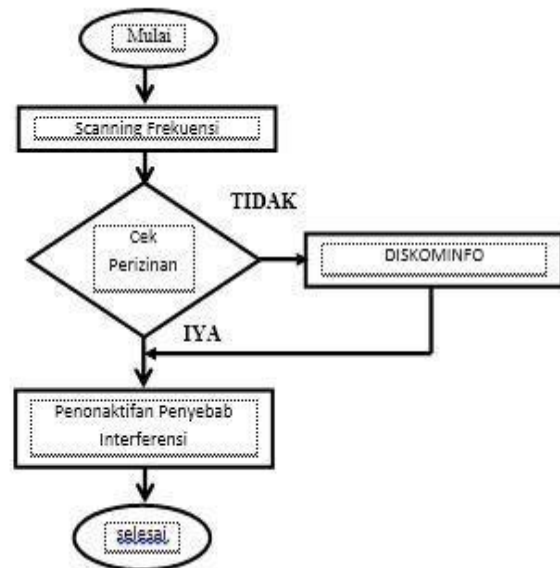 Mulai
Scanning Frekuensi
TIDAK
Cek
Perizinan
DISKOMINFO
IYA
Penonaktifan Penyebab
Interferensi
selesai